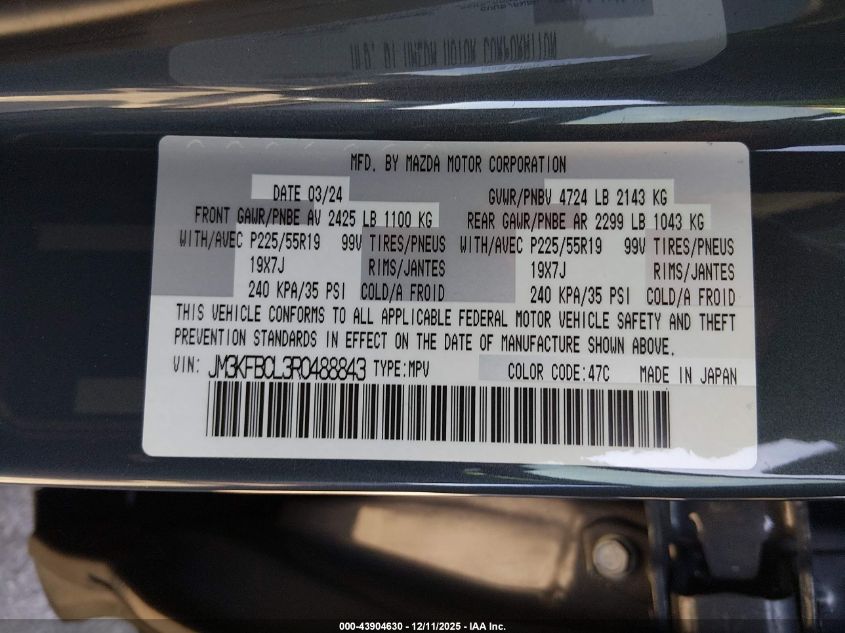 MFD. BY MAZDA MOTOR CORPORATION
DATE 03/24 GVWR/PNBV 4724 LB 2143 KG
FRONT GAWR/PNBE AV 2425 LB 1100 KG REAR GAWR/PNBE AR 2299 LB 1043 KG
WITH/AVEC P225/55R19 99V TIRES/PNEUS WITH/AVEC P225/55R19 99V TIRES/PNEUS
19X7J RIMS/JANTES 19X7J RIMS/JANTES
240 KPA/35 PSI COLD/A FROID 240 KPA/35 PSI COLD/A FROID
THIS VEHICLE CONFORMS TO ALL APPLICABLE FEDERAL MOTOR VEHICLE SAFETY AND THEFT
PREVENTION STANDARDS IN EFFECT ON THE DATE OF MANUFACTURE SHOWN ABOVE.
VIN: JM3KFBCL3R0488843 TYPE:MPV COLOR CODE:47C MADE IN JAPAN
000-43904630 - 12/11/2025 - IAA Inc.